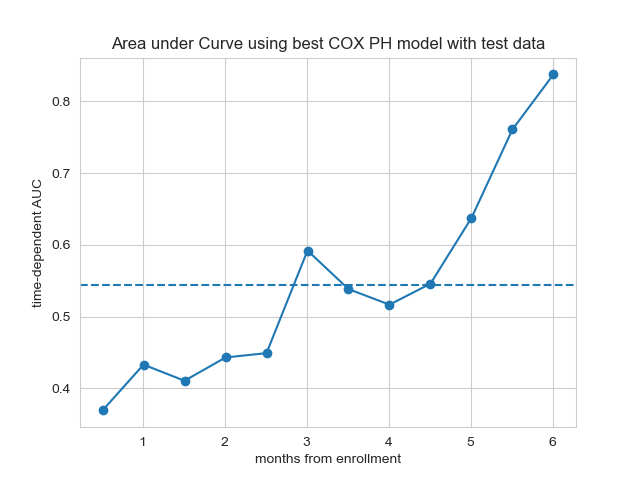 Area under Curve using best COX PH model with test data
time-dependent AUC
0.8
0.7
0.6
0.5
0.4
1 2 3 4 5 6
months from enrollment